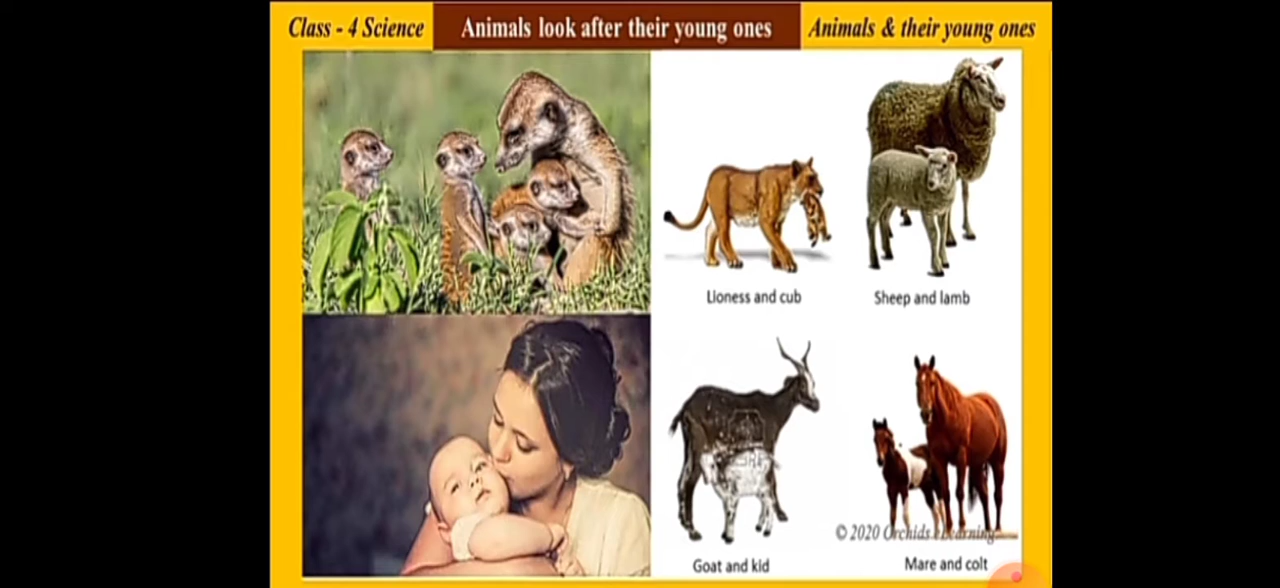 Class - 4 Science
Animals look after their young ones
Animals & their young ones
Lioness and cub
Sheep and lamb
© 2020 Orchids eLearning
Goat and kid
Mare and colt